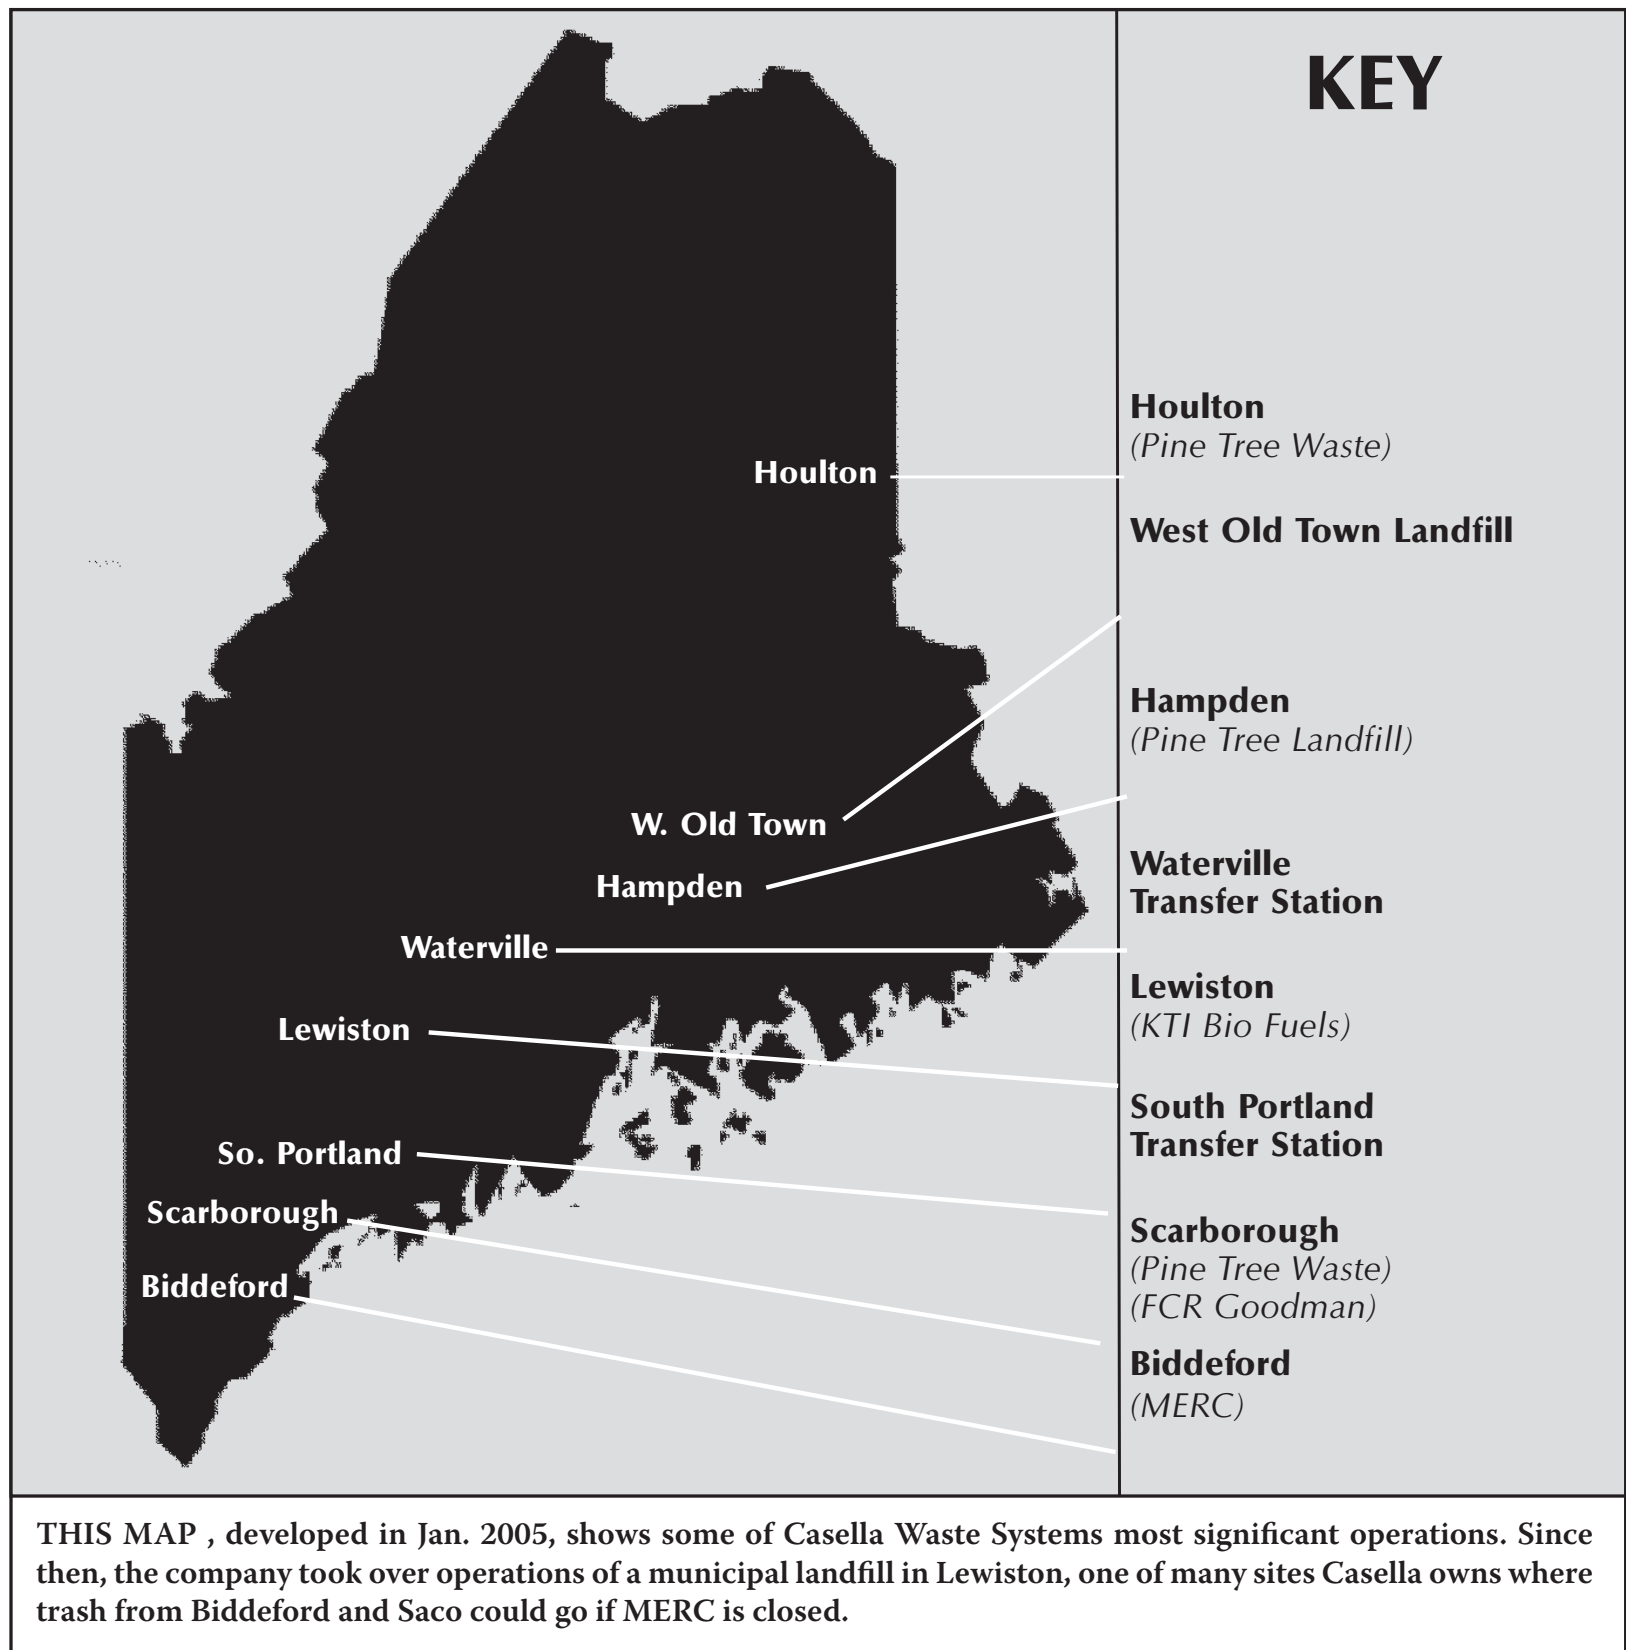 KEY
Houlton
(Pine Tree Waste)
Houlton
West Old Town Landfill
Hampden
(Pine Tree Landfill)
W. Old Town
Waterville
Transfer Station
Hampden
Waterville
Lewiston
(KTI Bio Fuels)
Lewiston
South Portland
Transfer Station
So. Portland
Scarborough
Scarborough
(Pine Tree Waste)
(FCR Goodman)
Biddeford
Biddeford
(MERC)
THIS MAP , developed in Jan. 2005, shows some of Casella Waste Systems most significant operations. Since
then, the company took over operations of a municipal landfill in Lewiston, one of many sites Casella owns where
trash from Biddeford and Saco could go if MERC is closed.